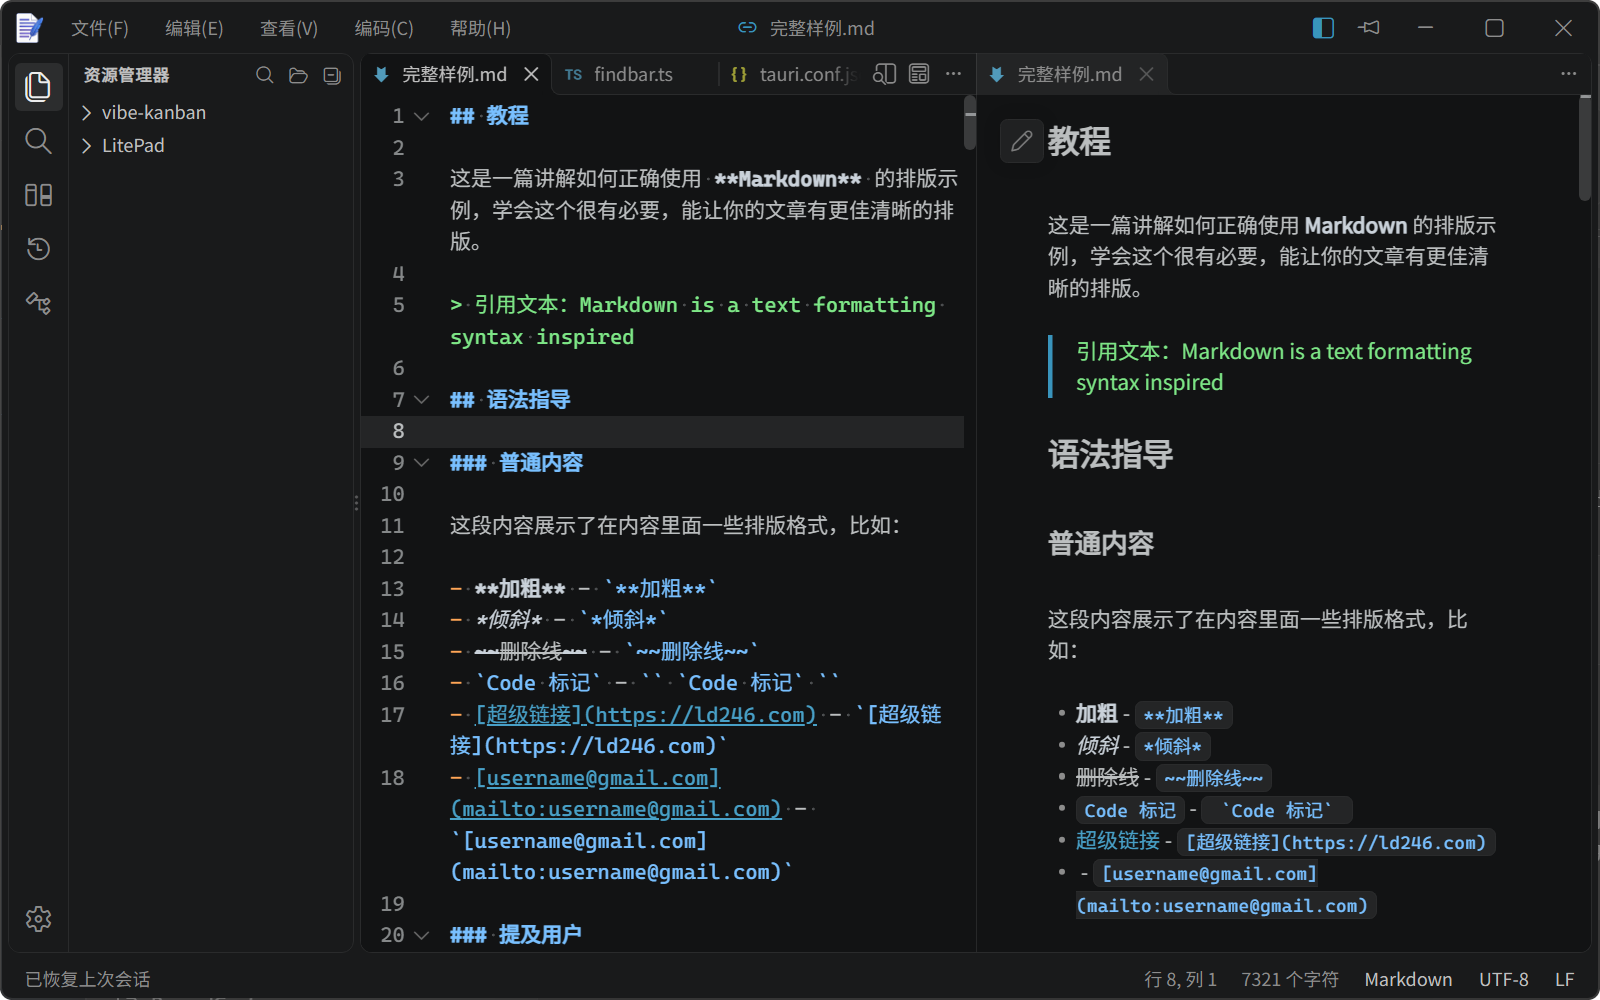 文件(F) 编辑(E) 查看(V) 编码(C) 帮助(H) 完整样例.md
资源管理器
vibe-kanban
LitePad
完整样例.md TS findbar.ts {} tauri.conf.js
1 ## 教程
2
3 这是一篇讲解如何正确使用 **Markdown** 的排版示
例，学会这个很有必要，能让你的文章有更佳清晰的排
版。
4
5 > 引用文本：Markdown is a text formatting
syntax inspired
6
7 ## 语法指导
8
9 ### 普通内容
10
11 这段内容展示了在内容里面一些排版格式，比如：
12
13 - **加粗** - `**加粗**`
14 - *倾斜* - `*倾斜*`
15 - ~~删除线~~ - `~~删除线~~`
16 - `Code 标记` - `` `Code 标记` ``
17 - [超级链接](https://ld246.com) - `[超级链
接](https://ld246.com)`
18 - [username@gmail.com]
(mailto:username@gmail.com) -
`[username@gmail.com]
(mailto:username@gmail.com)`
19
20 ### 提及用户
完整样例.md
教程
这是一篇讲解如何正确使用 Markdown 的排版示
例，学会这个很有必要，能让你的文章有更佳清
晰的排版。
引用文本：Markdown is a text formatting
syntax inspired
语法指导
普通内容
这段内容展示了在内容里面一些排版格式，比
如：
• 加粗 - **加粗**
• 倾斜 - *倾斜*
• 删除线 - ~~删除线~~
• Code 标记 - `Code 标记`
• 超级链接 - [超级链接](https://ld246.com)
• - [username@gmail.com]
(mailto:username@gmail.com)
已恢复上次会话 行 8, 列 1 7321 个字符 Markdown UTF-8 LF